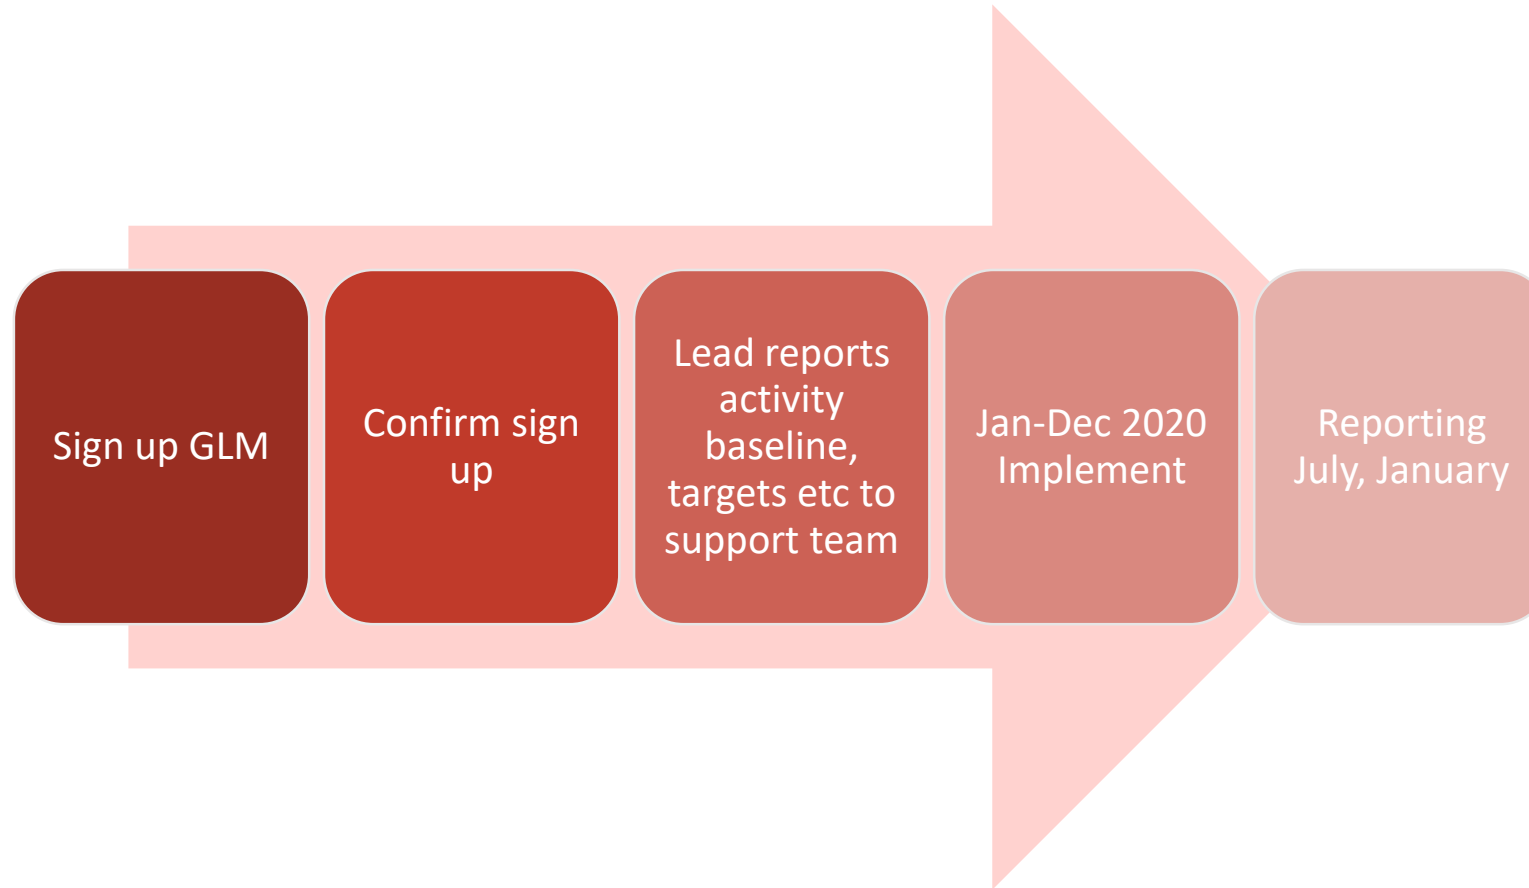 Sign up GLM
Confirm sign
up
Lead reports
activity
baseline,
targets etc to
support team
Jan-Dec 2020
Implement
Reporting
July, January